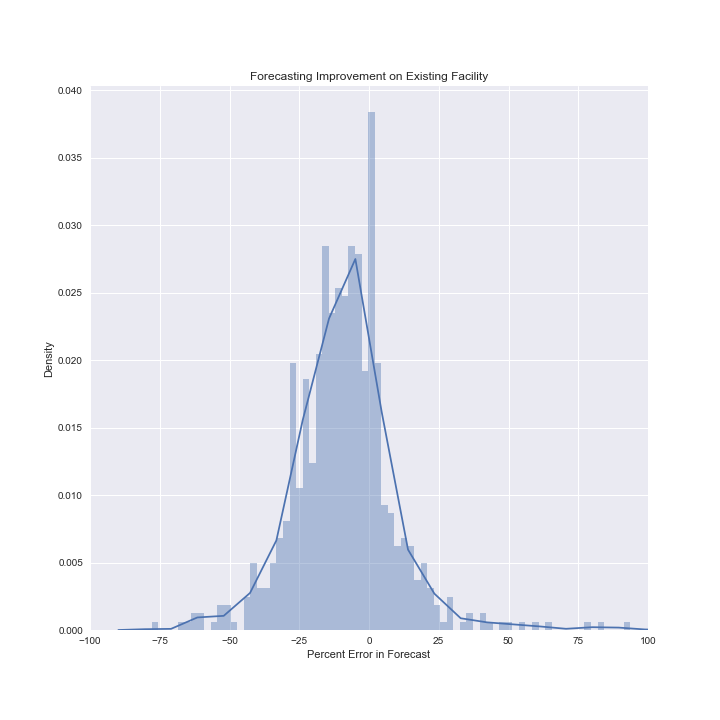 Forecasting Improvement on Existing Facility
0.040
0.035
0.030
0.025
0.020
0.015
0.010
0.005
0.000
Density
−100 −75 −50 −25 0 25 50 75 100
Percent Error in Forecast